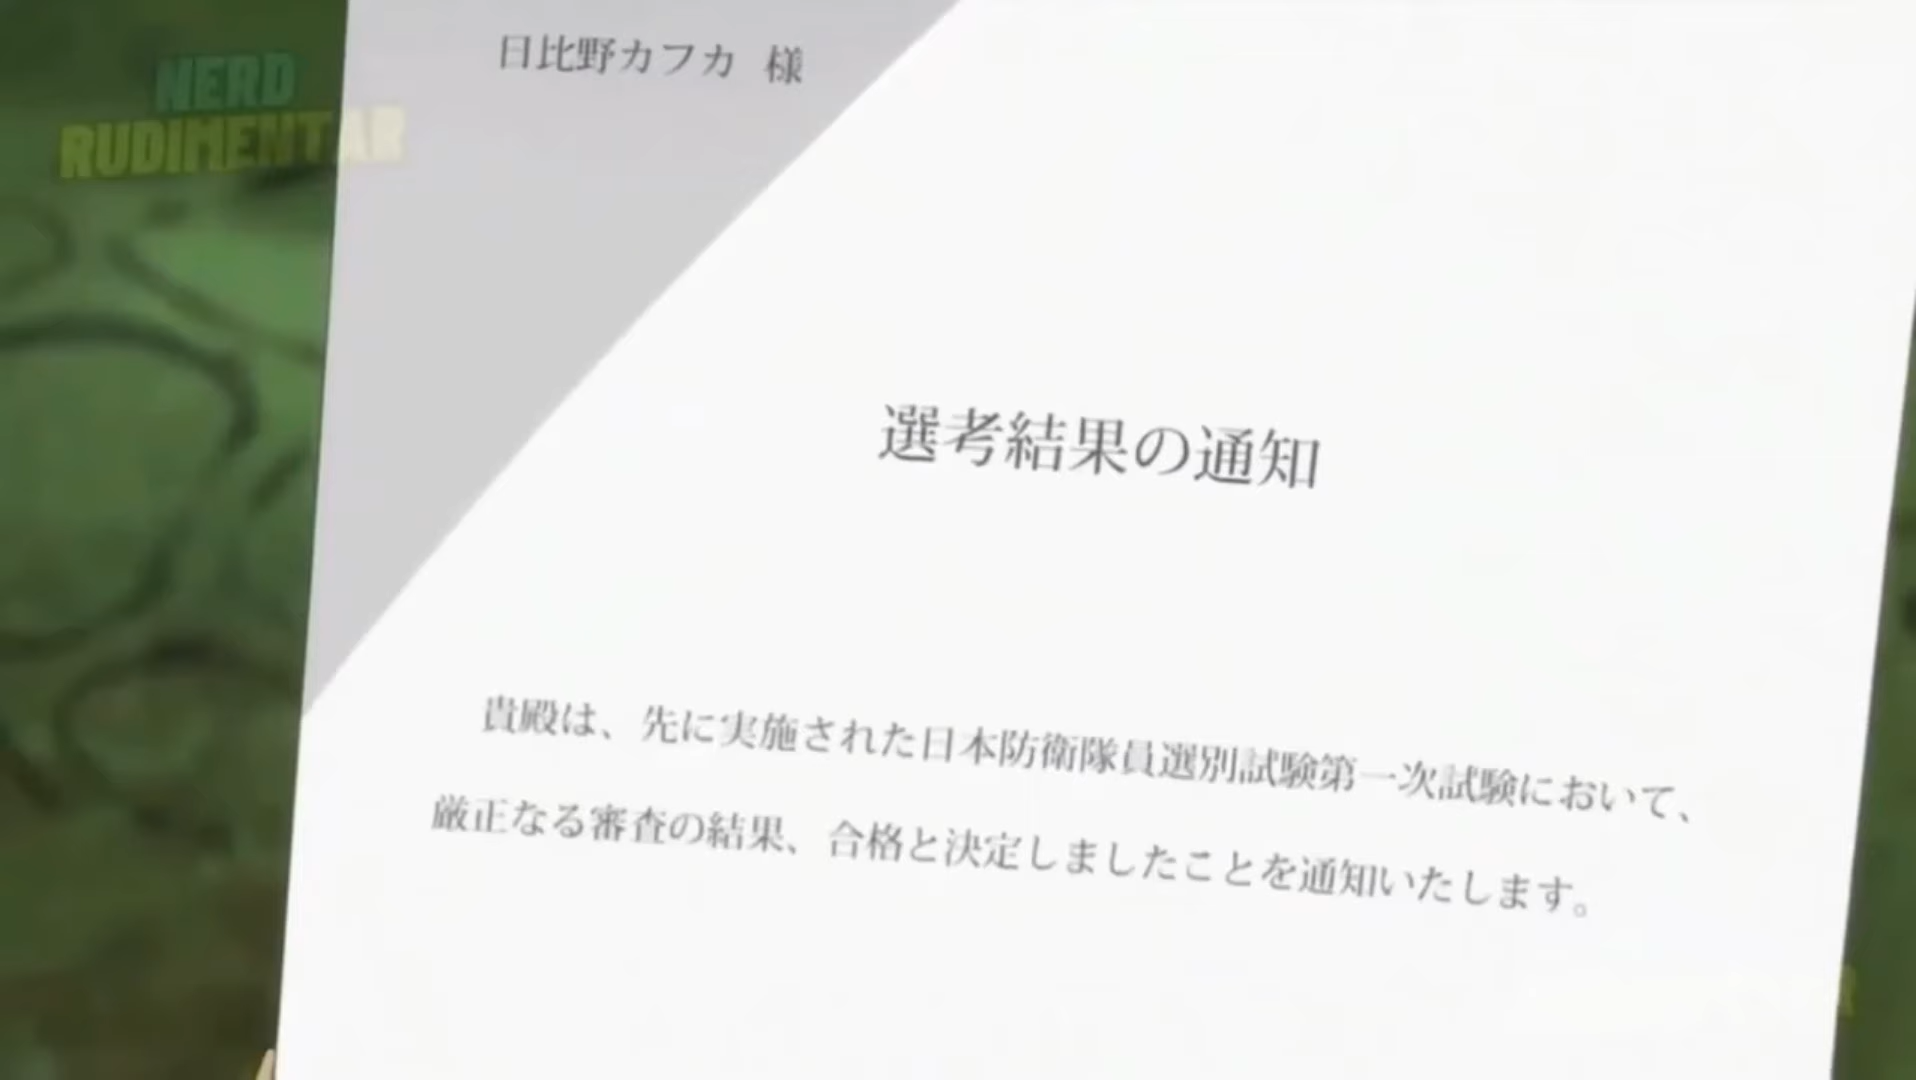 日比野カフカ 様
NERD
RUDIMENTAR
選考結果の通知
貴殿は、先に実施された日本防衛隊員選別試験第一次試験において、
厳正なる審査の結果、合格と決定しましたことを通知いたします。